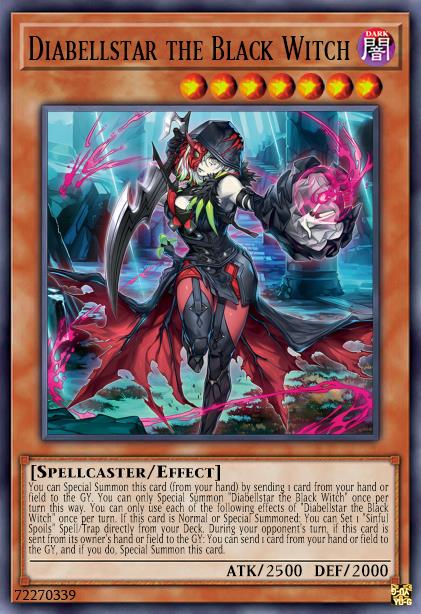 Diabellstar the Black Witch
DARK
闇
[Spellcaster/Effect]
You can Special Summon this card (from your hand) by sending 1 card from your hand or
field to the GY. You can only Special Summon "Diabellstar the Black Witch" once per
turn this way. You can only use each of the following effects of "Diabellstar the Black
Witch" once per turn. If this card is Normal or Special Summoned: You can Set 1 "Sinful
Spoils" Spell/Trap directly from your Deck. During your opponent's turn, if this card is
sent from its owner's hand or field to the GY: You can send 1 card from your hand or field
to the GY, and if you do, Special Summon this card.
ATK/2500 DEF/2000
72270339